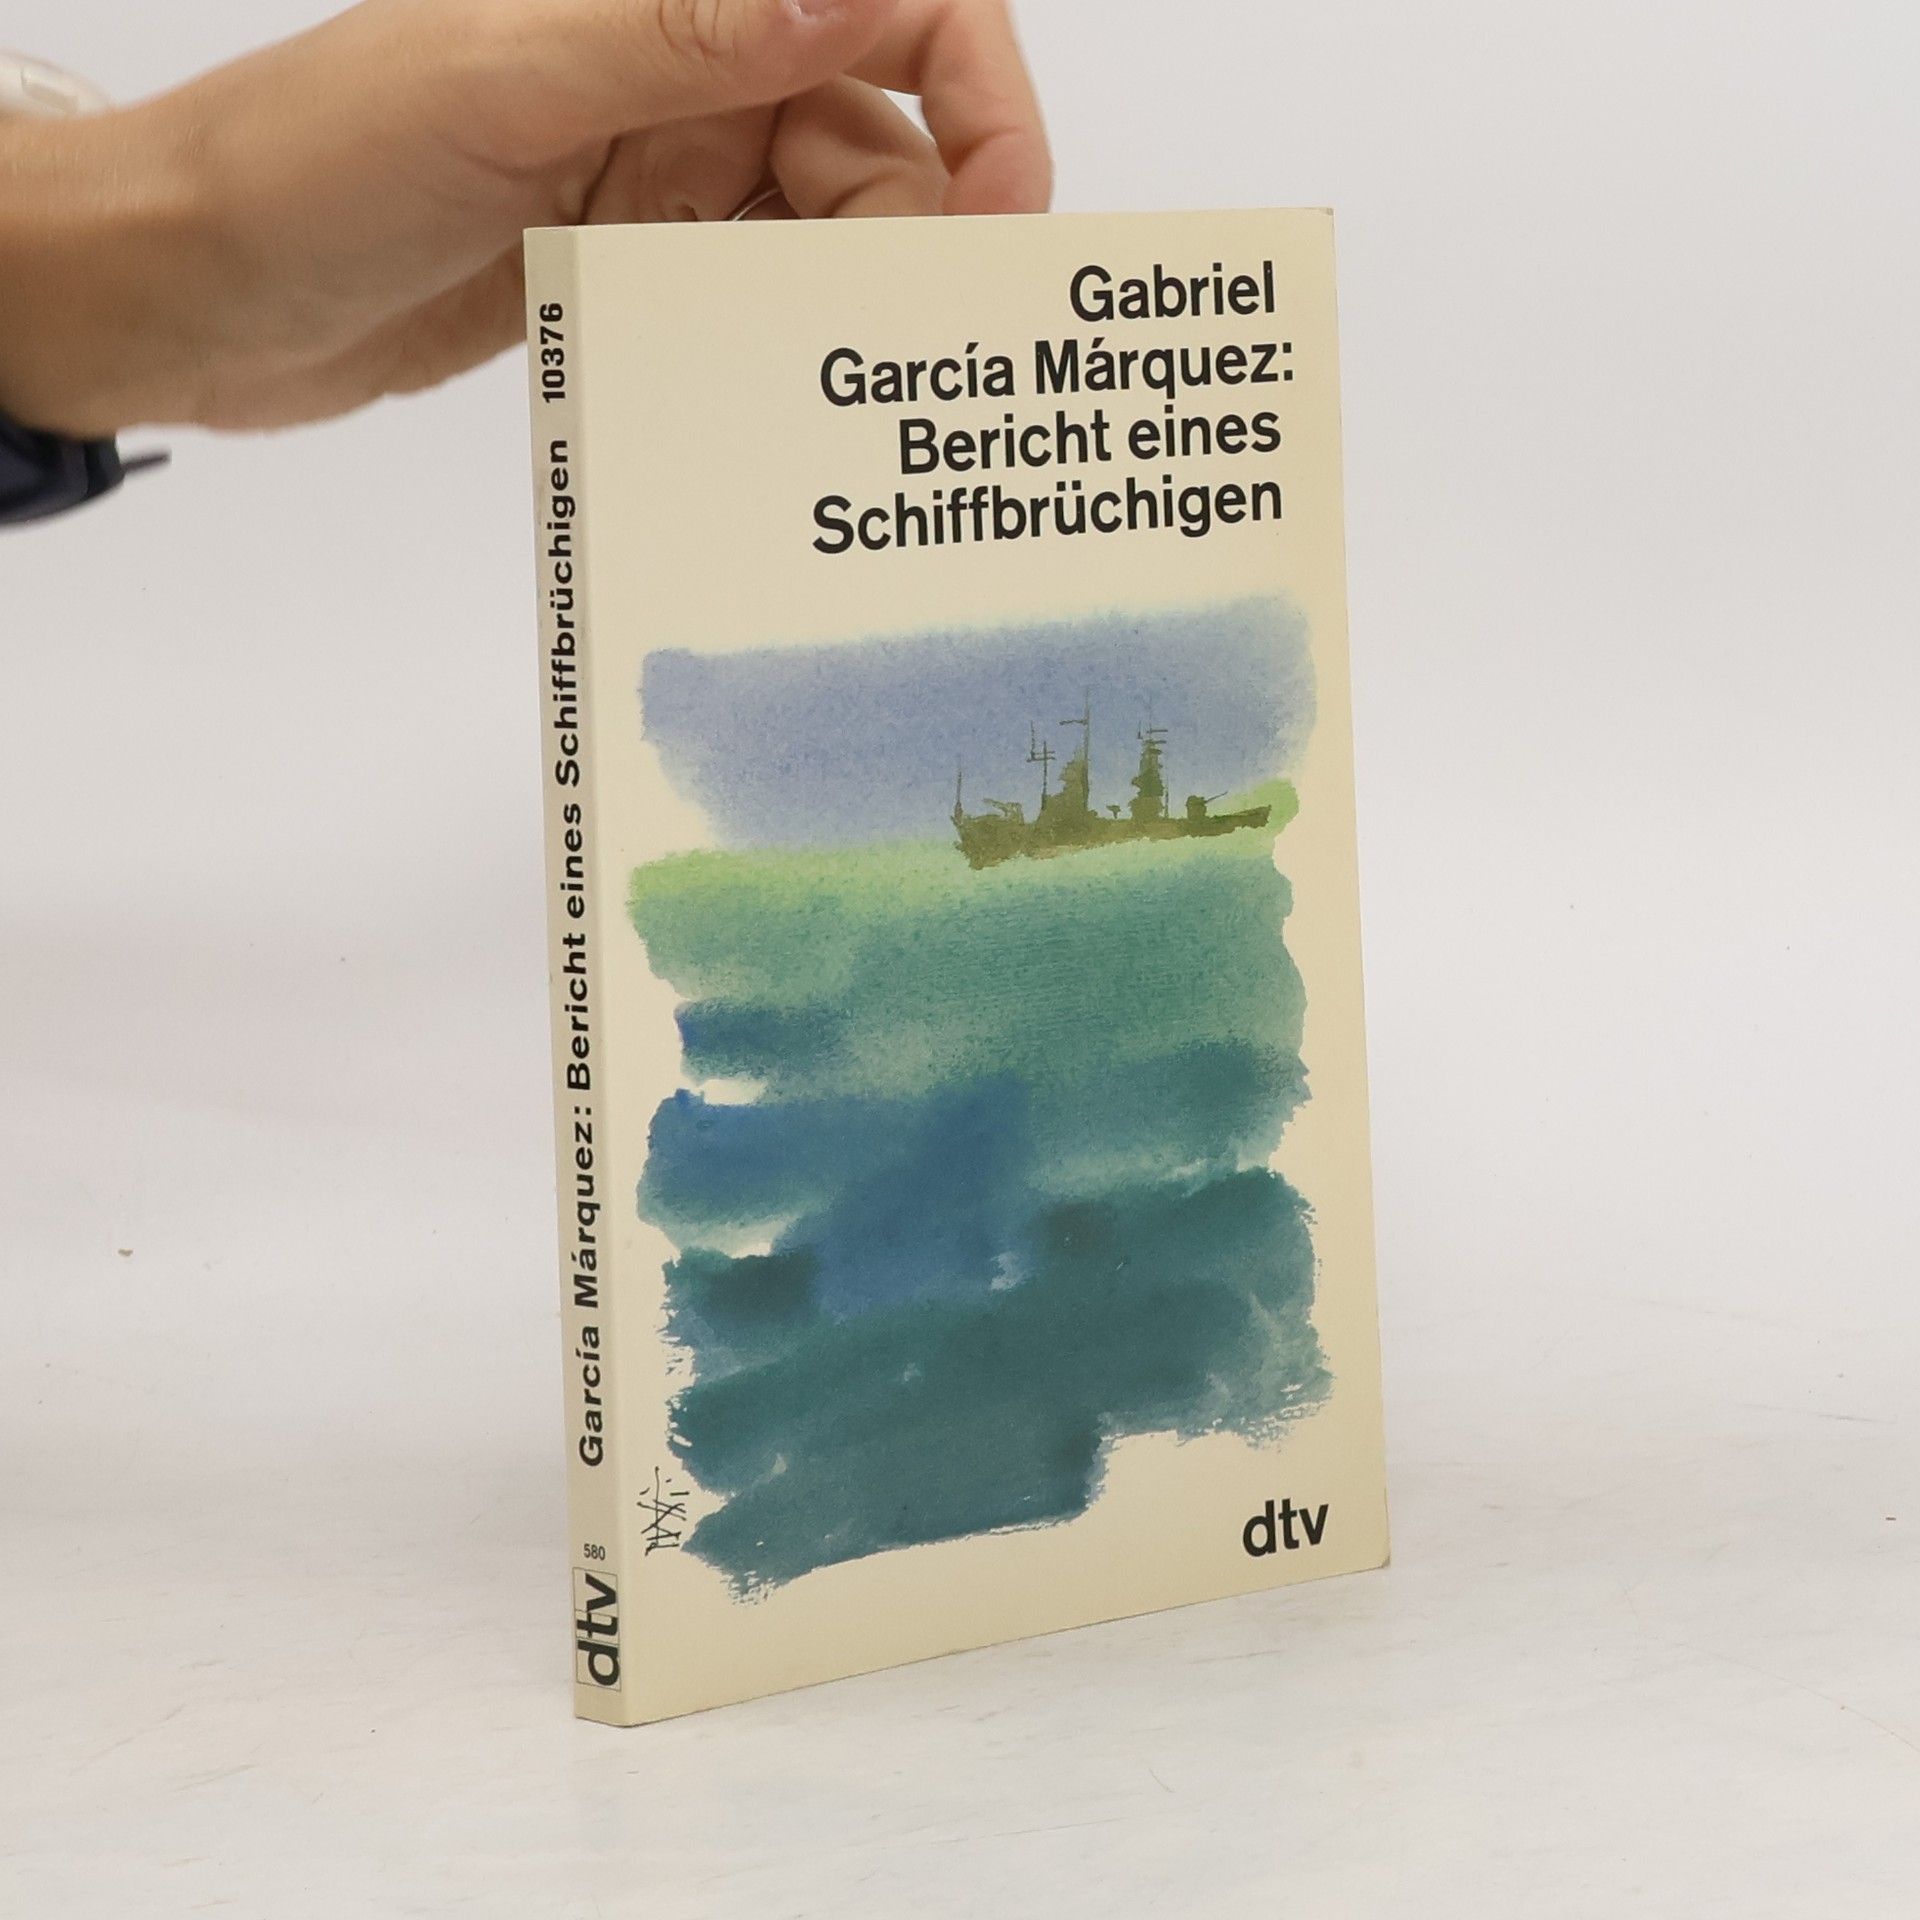 Gabriel
García Márquez:
Bericht eines
Schiffbrüchigen
dtv
García Márquez: Bericht eines Schiffbrüchigen 10376
580
dtv